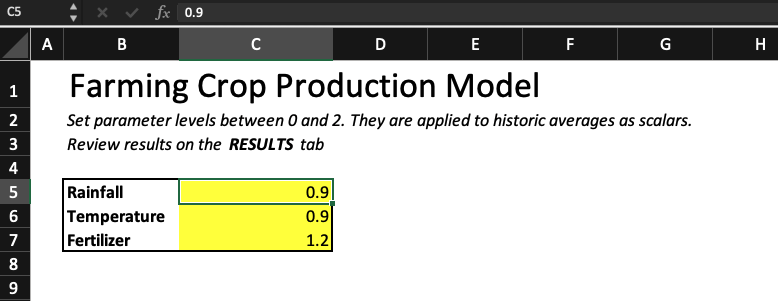 C5 fx 0.9
A B C D E F G H
1 Farming Crop Production Model
2 Set parameter levels between 0 and 2. They are applied to historic averages as scalars.
3 Review results on the RESULTS tab
4
5 Rainfall 0.9
6 Temperature 0.9
7 Fertilizer 1.2
8
9